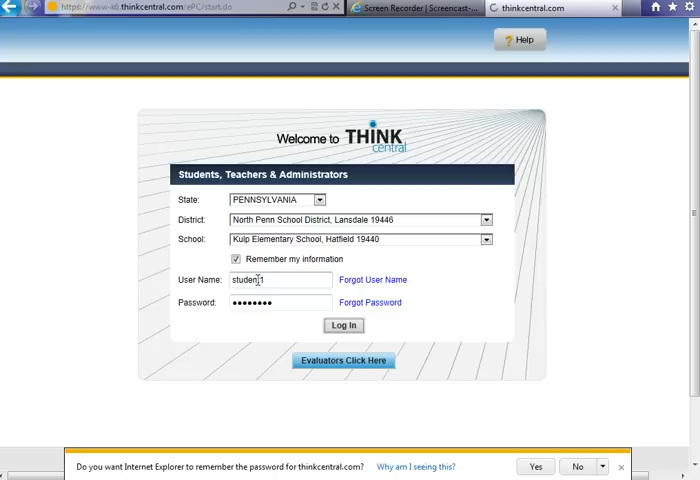 https://www-k6.thinkcentral.com/ePC/start.do
Screen Recorder | Screencast-...
thinkcentral.com
Help
Welcome to THINK central
Students, Teachers & Administrators
State: PENNSYLVANIA
District: North Penn School District, Lansdale 19446
School: Kulp Elementary School, Hatfield 19440
Remember my information
User Name: student1 Forgot User Name
Password: ●●●●●●●● Forgot Password
Log In
Evaluators Click Here
Do you want Internet Explorer to remember the password for thinkcentral.com? Why am I seeing this? Yes No